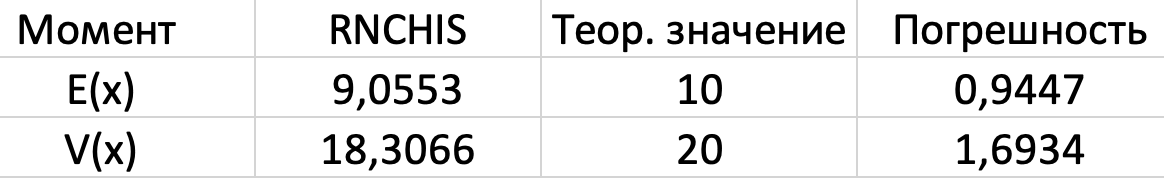 Момент RNCHIS Теор. значение Погрешность
E(x) 9,0553 10 0,9447
V(x) 18,3066 20 1,6934